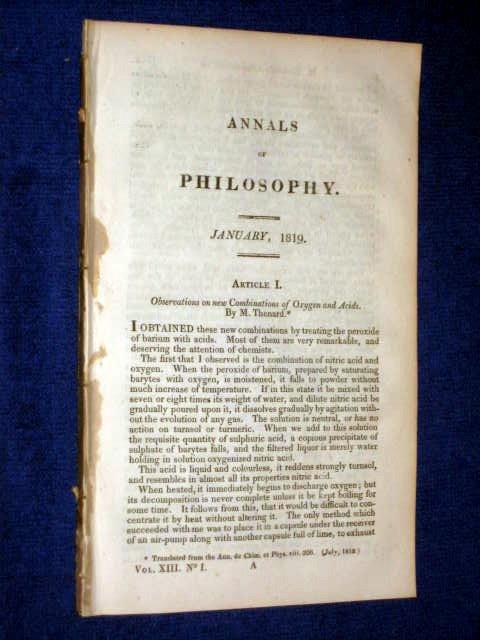 ANNALS
OF
PHILOSOPHY.
JANUARY, 1819.
ARTICLE I.
Observations on new Combinations of Oxygen and Acids.
By M. Thenard.*
I OBTAINED these new combinations by treating the peroxide
of barium with acids. Most of them are very remarkable, and
deserving the attention of chemists.
The first that I observed is the combination of nitric acid and
oxygen. When the peroxide of barium, prepared by saturating
barytes with oxygen, is moistened, it falls to powder without
much increase of temperature. If in this state it be mixed with
seven or eight times its weight of water, and dilute nitric acid be
gradually poured upon it, it dissolves gradually by agitation with-
out the evolution of any gas. The solution is neutral, or has no
action on turnsol or turmeric. When we add to this solution
the requisite quantity of sulphuric acid, a copious precipitate of
sulphate of barytes falls, and the filtered liquor is merely water
holding in solution oxygenized nitric acid.
This acid is liquid and colourless, it reddens strongly turnsol,
and resembles in almost all its properties nitric acid.
When heated, it immediately begins to discharge oxygen; but
its decomposition is never complete unless it be kept boiling for
some time. It follows from this, that it would be difficult to con-
centrate it by heat without altering it. The only method which
succeeded with me was to place it in a capsule under the receiver
of an air-pump along with another capsule full of lime, to exhaust
* Translated from the Ann. de Chim. et Phys. viii. 306. (July, 1818.)
VOL. XIII. N° I. A